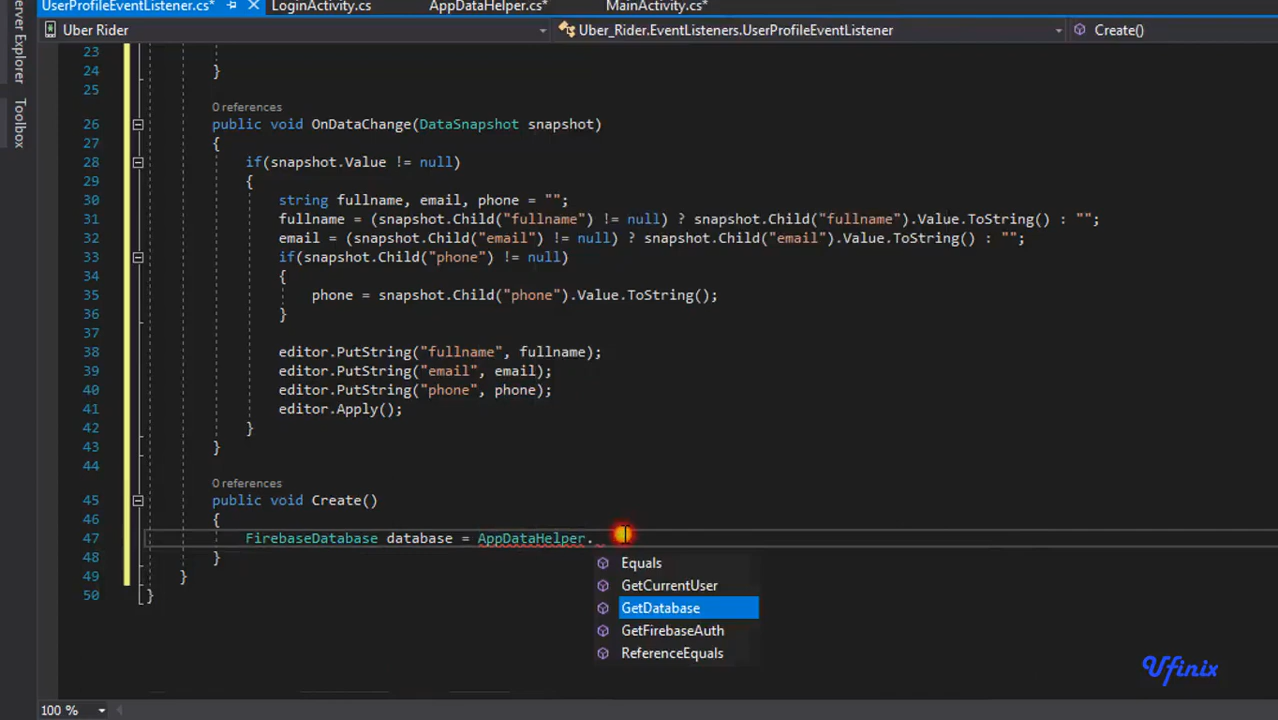 UserProfileEventListener.cs* LoginActivity.cs AppDataHelper.cs* MainActivity.cs*
Server Explorer
Toolbox
Uber Rider Uber_Rider.EventListeners.UserProfileEventListener Create()
23
24 }
25
0 references
26 public void OnDataChange(DataSnapshot snapshot)
27 {
28 if(snapshot.Value != null)
29 {
30 string fullname, email, phone = "";
31 fullname = (snapshot.Child("fullname") != null) ? snapshot.Child("fullname").Value.ToString() : "";
32 email = (snapshot.Child("email") != null) ? snapshot.Child("email").Value.ToString() : "";
33 if(snapshot.Child("phone") != null)
34 {
35 phone = snapshot.Child("phone").Value.ToString();
36 }
37
38 editor.PutString("fullname", fullname);
39 editor.PutString("email", email);
40 editor.PutString("phone", phone);
41 editor.Apply();
42 }
43 }
44
0 references
45 public void Create()
46 {
47 FirebaseDatabase database = AppDataHelper.
48 }
49 }
50 }
Equals
GetCurrentUser
GetDatabase
GetFirebaseAuth
ReferenceEquals
Ufinix
100 %